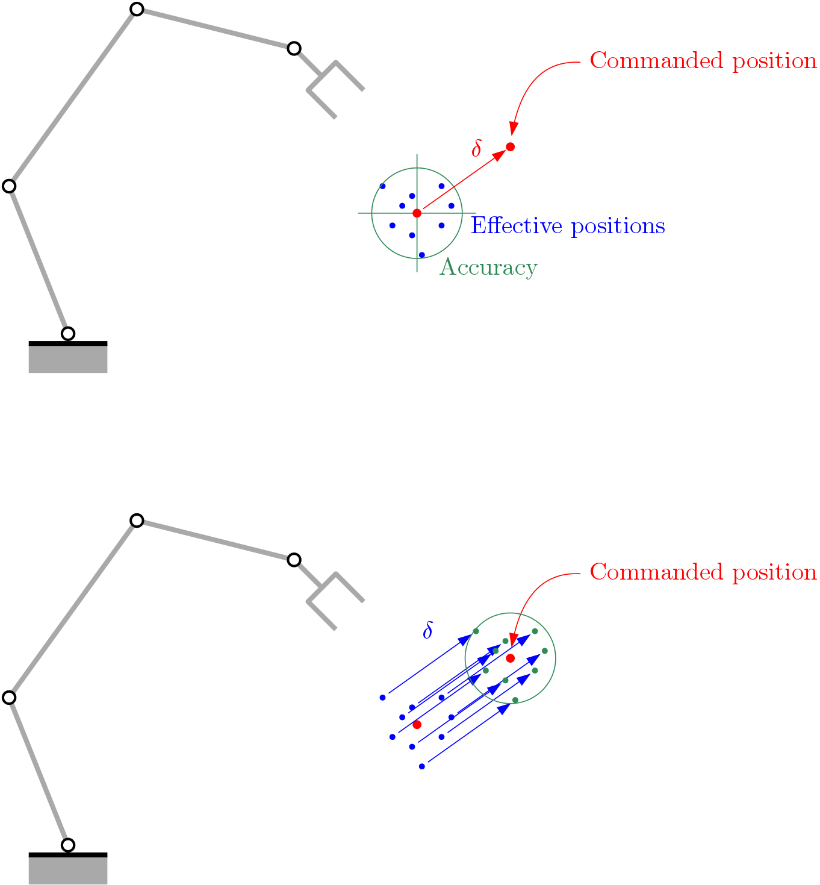 Commanded position
δ
Effective positions
Accuracy
Commanded position
δ